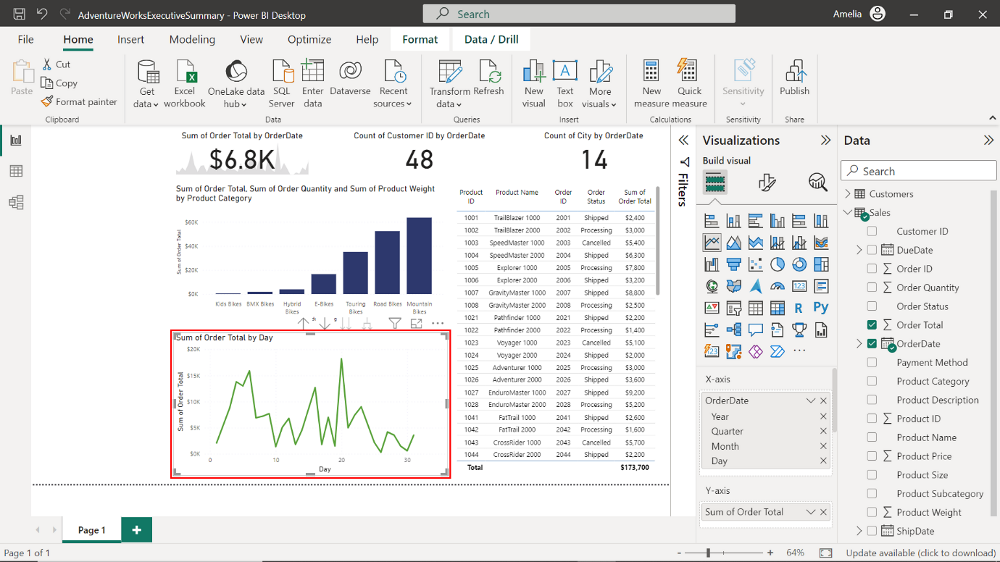 AdventureWorksExecutiveSummary - Power BI Desktop
Search
Amelia
File
Home
Insert
Modeling
View
Optimize
Help
Format
Data / Drill
Paste
Cut
Copy
Format painter
Clipboard
Get data
Excel workbook
OneLake data hub
SQL Server
Enter data
Dataverse
Recent sources
Data
Transform data
Refresh
Queries
New visual
Text box
More visuals
Insert
New measure
Quick measure
Calculations
Sensitivity
Sensitivity
Publish
Share
Sum of Order Total by OrderDate
$6.8K
Count of Customer ID by OrderDate
48
Count of City by OrderDate
14
Sum of Order Total, Sum of Order Quantity and Sum of Product Weight
by Product Category
Sum of Order Total
$60K
$40K
$20K
$0K
Kids Bikes
BMX Bikes
Hybrid Bikes
E-Bikes
Touring Bikes
Road Bikes
Mountain Bikes
Sum of Order Total by Day
Sum of Order Total
$20K
$15K
$10K
$5K
$0K
0
10
20
30
Day
Product ID Product Name Order ID Order Status Sum of Order Total
1001 TrailBlazer 1000 2001 Shipped $2,400
1002 TrailBlazer 2000 2002 Processing $3,000
1003 SpeedMaster 1000 2003 Cancelled $5,400
1004 SpeedMaster 2000 2004 Shipped $6,300
1005 Explorer 1000 2005 Processing $7,800
1006 Explorer 2000 2006 Shipped $3,200
1007 GravityMaster 1000 2007 Shipped $8,800
1008 GravityMaster 2000 2008 Processing $2,500
1021 Pathfinder 1000 2021 Shipped $2,200
1022 Pathfinder 2000 2022 Processing $1,400
1023 Voyager 1000 2023 Cancelled $5,100
1024 Voyager 2000 2024 Shipped $2,000
1025 Adventurer 1000 2025 Processing $3,000
1026 Adventurer 2000 2026 Shipped $3,600
1027 EnduroMaster 1000 2027 Shipped $9,200
1028 EnduroMaster 2000 2028 Processing $5,200
1041 FatTrail 1000 2041 Shipped $2,600
1042 FatTrail 2000 2042 Processing $1,600
1043 CrossRider 1000 2043 Cancelled $5,700
1044 CrossRider 2000 2044 Shipped $2,200
Total $173,700
Filters
Visualizations
Build visual
123
R
Py
123
X-axis
OrderDate
Year
Quarter
Month
Day
Y-axis
Sum of Order Total
Data
Search
Customers
Sales
Customer ID
DueDate
Order ID
Order Quantity
Order Status
Order Total
OrderDate
Payment Method
Product Category
Product Description
Product ID
Product Name
Product Price
Product Size
Product Subcategory
Product Weight
ShipDate
Page 1
Page 1 of 1
64%
Update available (click to download)